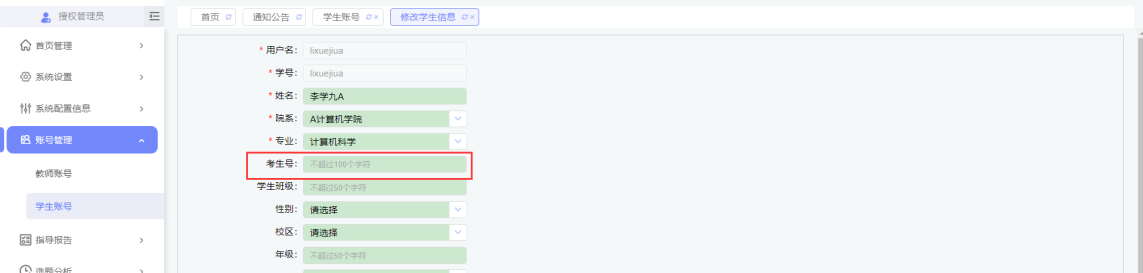 授权管理员
首页 通知公告 学生账号 × 修改学生信息 ×
首页管理
系统设置
系统配置信息
账号管理
教师账号
学生账号
指导报告
选题分析
* 用户名: lixuejiua
* 学号: lixuejiua
* 姓名: 李学九A
* 院系: A计算机学院
* 专业: 计算机科学
考生号: 不超过100个字符
学生班级: 不超过50个字符
性别: 请选择
校区: 请选择
年级: 不超过50个字符